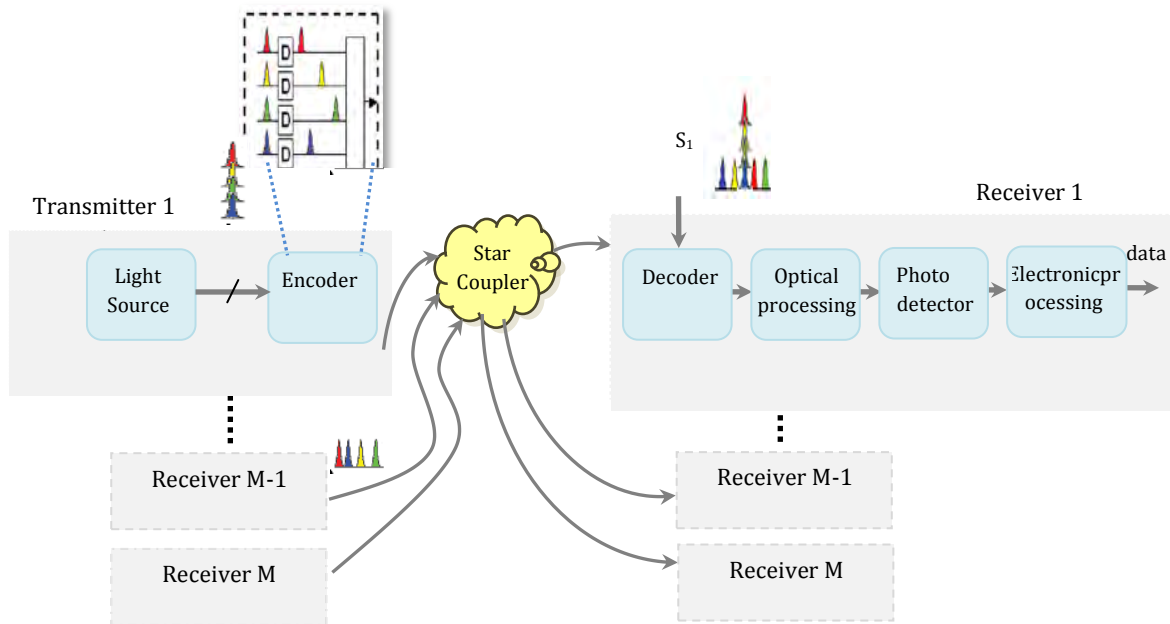 D
D
D
D
Transmitter 1
Light
Source
Encoder
Star
Coupler
S1
Receiver 1
Decoder
Optical
processing
Photo
detector
Electronicpr
ocessing
data
Receiver M-1
Receiver M
Receiver M-1
Receiver M